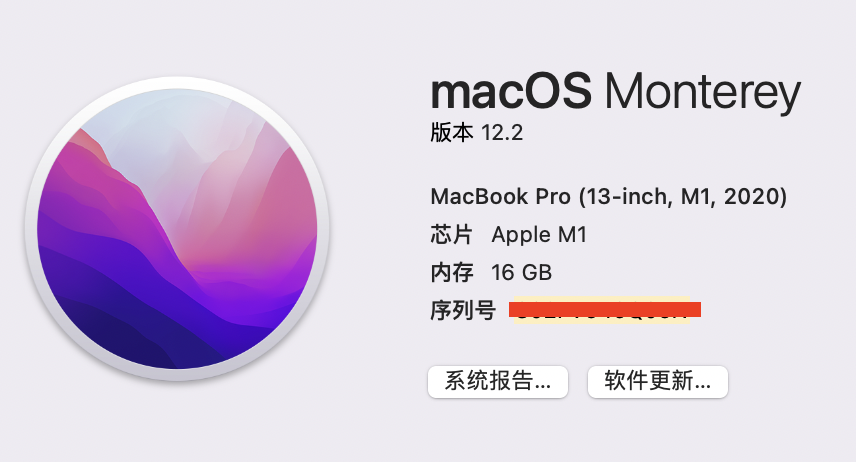 macOS Monterey
版本 12.2
MacBook Pro (13-inch, M1, 2020)
芯片 Apple M1
内存 16 GB
序列号
系统报告...
软件更新...